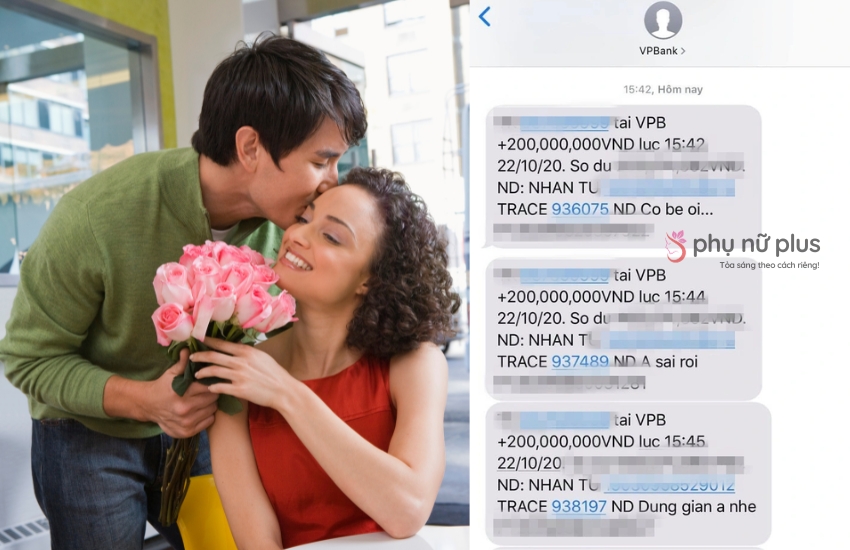 VPBank >
15:42, Hôm nay
tai VPB
+200,000,000VND luc 15:42
22/10/20. So du
ND: NHAN TU
TRACE 936075 ND Co be oi...
phụ nữ plus
Tỏa sáng theo cách riêng!
tai VPB
+200,000,000VND luc 15:44
22/10/20. So du
ND: NHAN T
TRACE 937489 ND A sai roi
tai VPB
+200,000,000VND luc 15:45
22/10/20
ND: NHAN TU
TRACE 938197 ND Dung gian a nhe